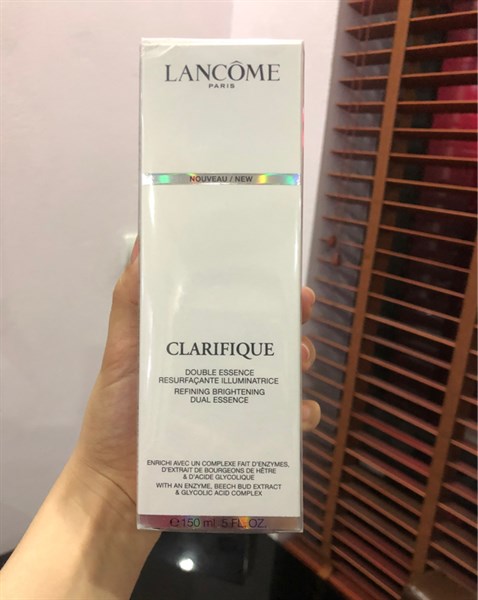 LANCÔME
PARIS
NOUVEAU / NEW
CLARIFIQUE
DOUBLE ESSENCE
RESURFAÇANTE ILLUMINATRICE
REFINING BRIGHTENING
DUAL ESSENCE
ENRICHI AVEC UN COMPLEXE FAIT D'ENZYMES,
D'EXTRAIT DE BOURGEONS DE HÊTRE
& D'ACIDE GLYCOLIQUE
WITH AN ENZYME, BEECH BUD EXTRACT
& GLYCOLIC ACID COMPLEX
℮ 150 ml 5 FL. OZ.